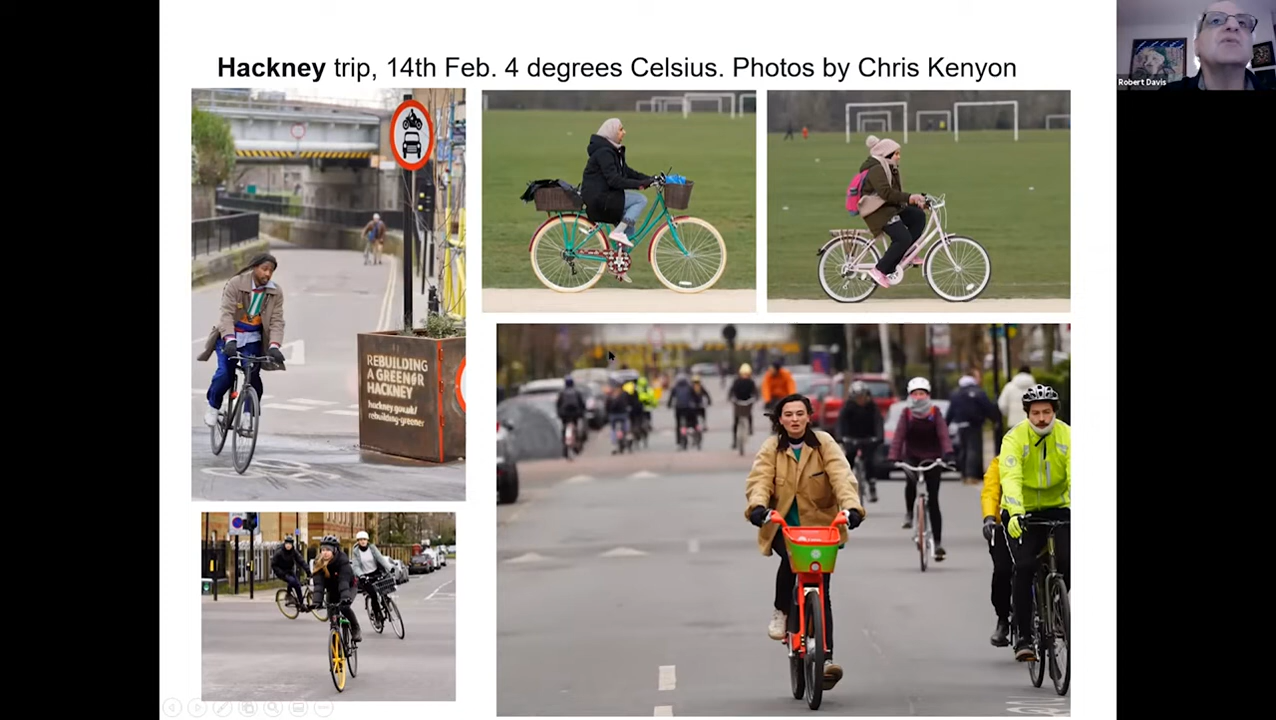 Hackney trip, 14th Feb. 4 degrees Celsius. Photos by Chris Kenyon
Robert Davis
REBUILDING
A GREENER
HACKNEY
hackney.gov.uk/
rebuilding-greener